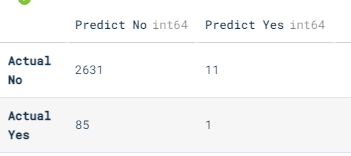 Predict No int64 Predict Yes int64
Actual No 2631 11
Actual Yes 85 1